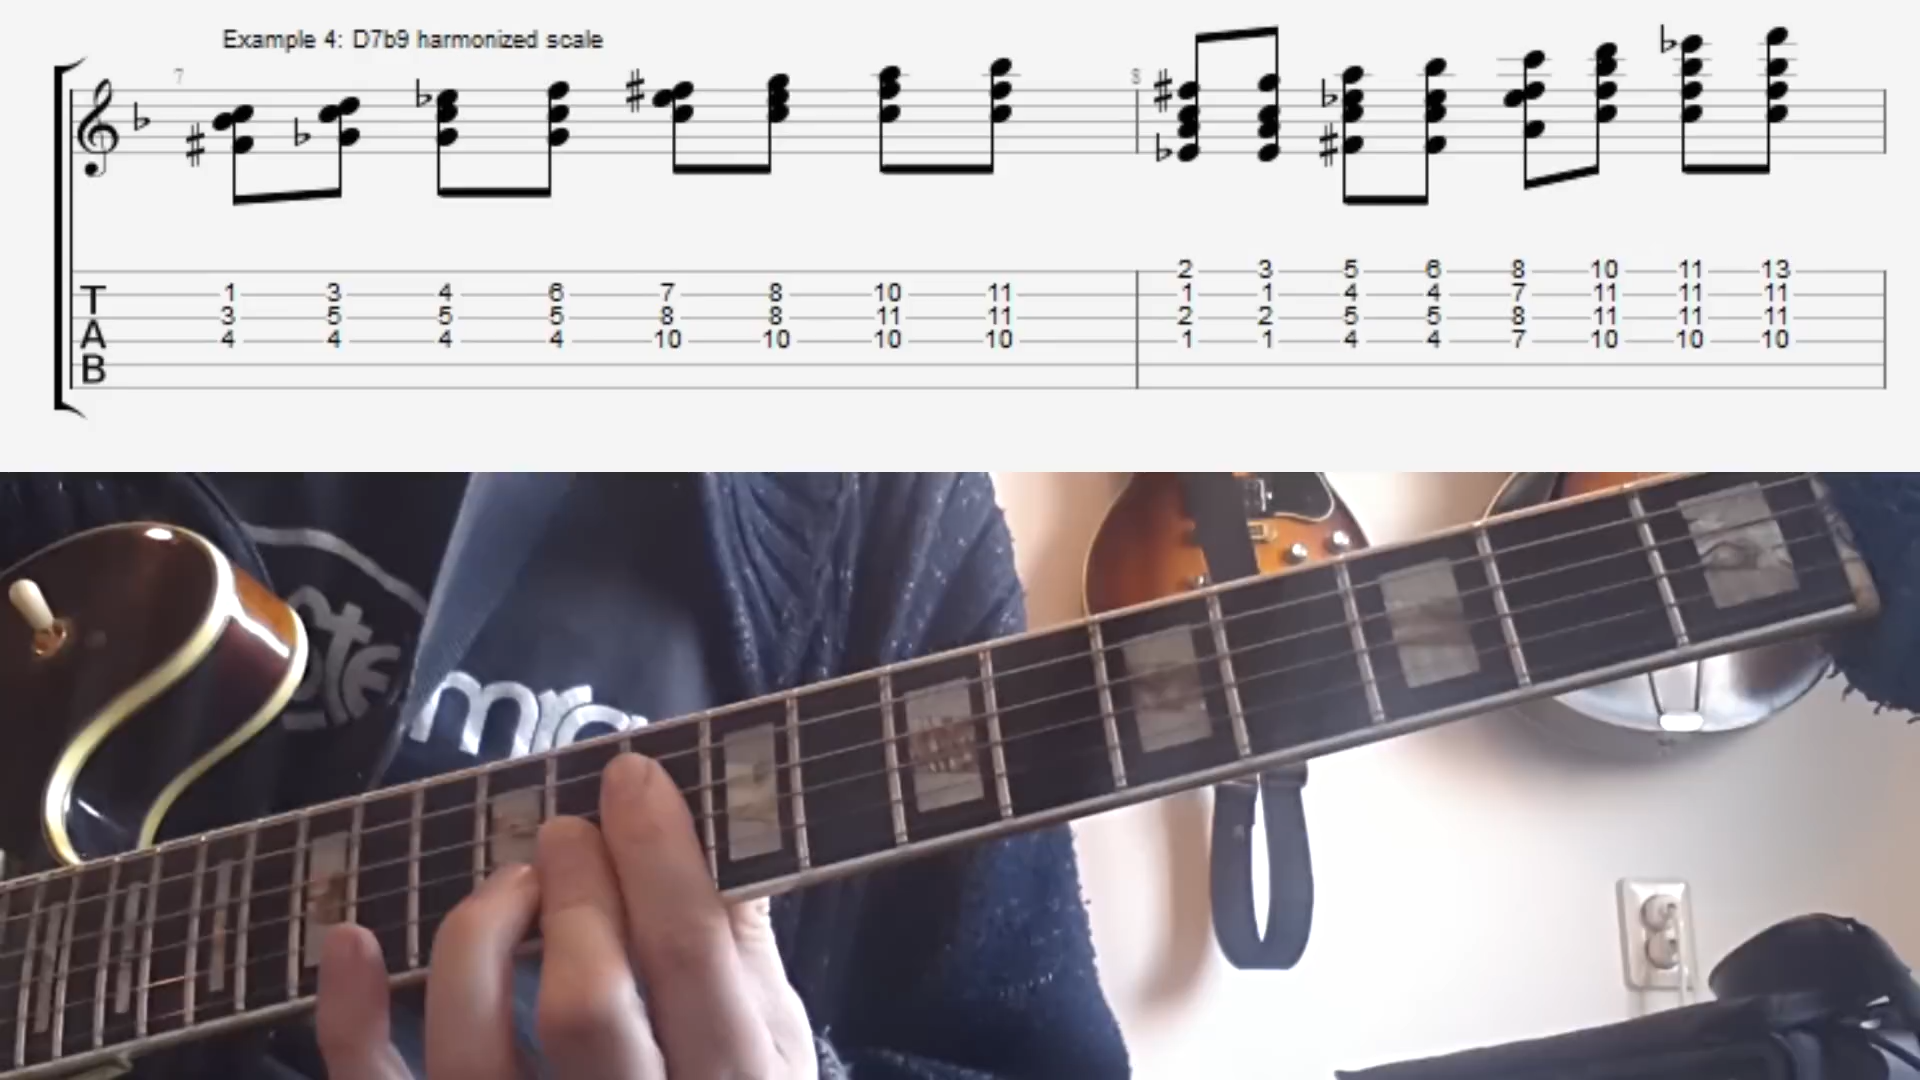 Example 4: D7b9 harmonized scale
7 8
2 3 5 6 8 10 11 13
T 1 3 4 6 7 8 10 11 1 1 4 4 7 11 11 11
A 3 5 5 5 8 8 11 11 2 2 5 5 8 11 11 11
4 4 4 4 10 10 10 10 1 1 4 4 7 10 10 10
B